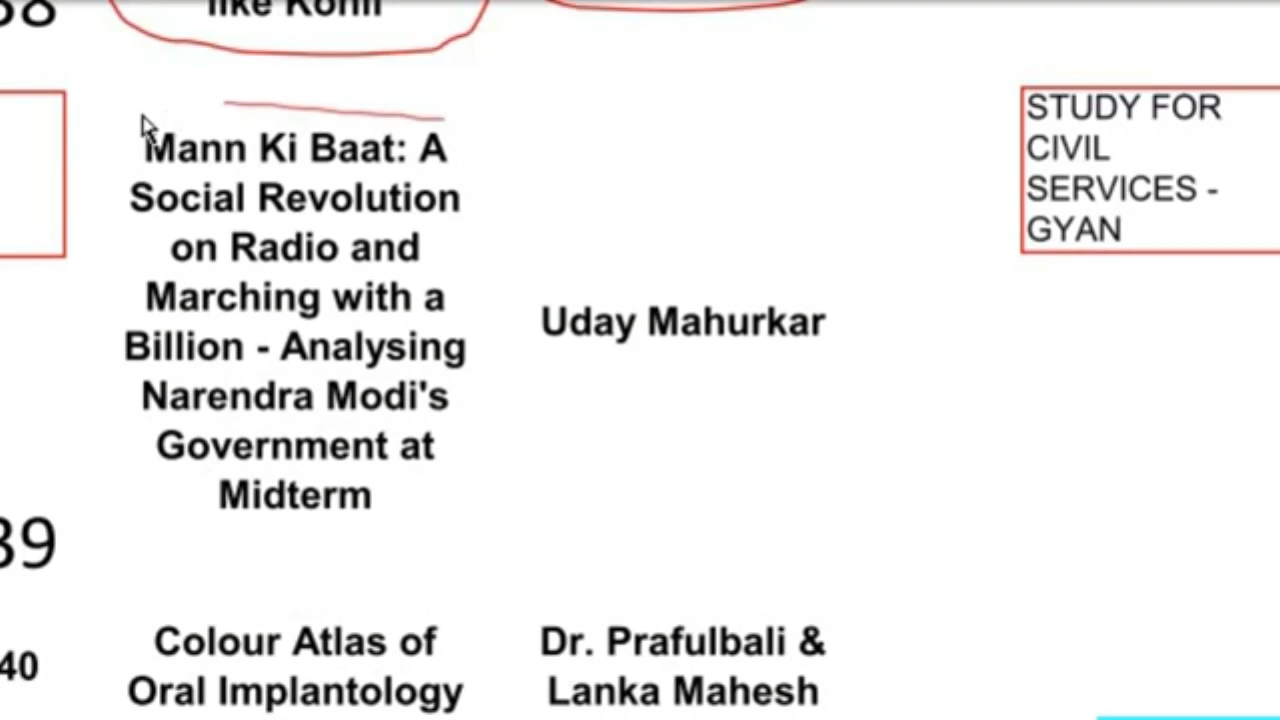 38
like Kohli
Mann Ki Baat: A
Social Revolution
on Radio and
Marching with a
Billion - Analysing
Narendra Modi's
Government at
Midterm
Uday Mahurkar
STUDY FOR
CIVIL
SERVICES -
GYAN
39
Colour Atlas of
Oral Implantology
Dr. Prafulbali &
Lanka Mahesh
40